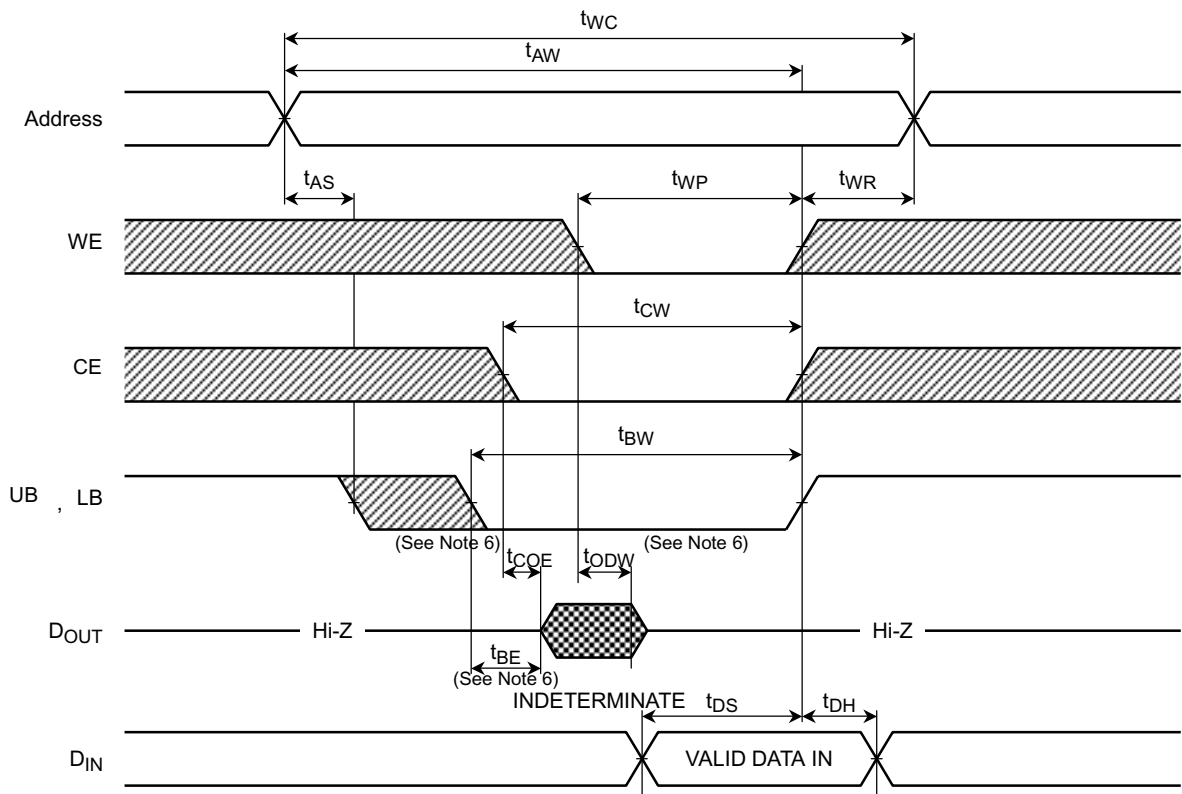 tWC
tAW
Address
tAS
tWP
tWR
WE
tCW
CE
tBW
UB , LB
(See Note 6)
(See Note 6)
tCOE
tODW
DOUT
Hi-Z
Hi-Z
tBE
(See Note 6)
INDETERMINATE
tDS
tDH
DIN
VALID DATA IN